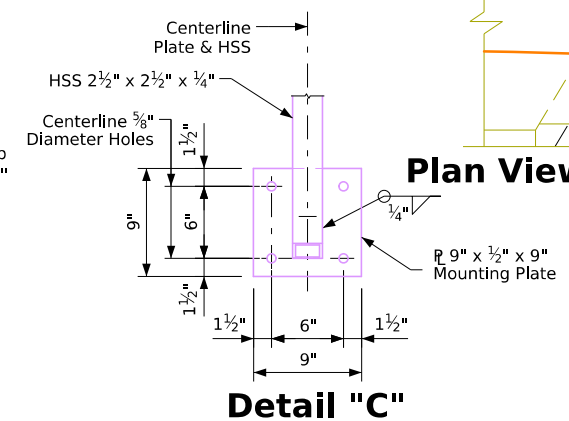 Centerline
Plate & HSS
HSS 2½" x 2½" x ¼"
Centerline ⅝"
Diameter Holes
1½"
9"
6"
1½"
¼"
Plan View
℄ 9" x ½" x 9"
Mounting Plate
1½"
6"
1½"
9"
Detail "C"